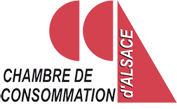 CHAMBRE DE
CONSOMMATION
d'ALSACE